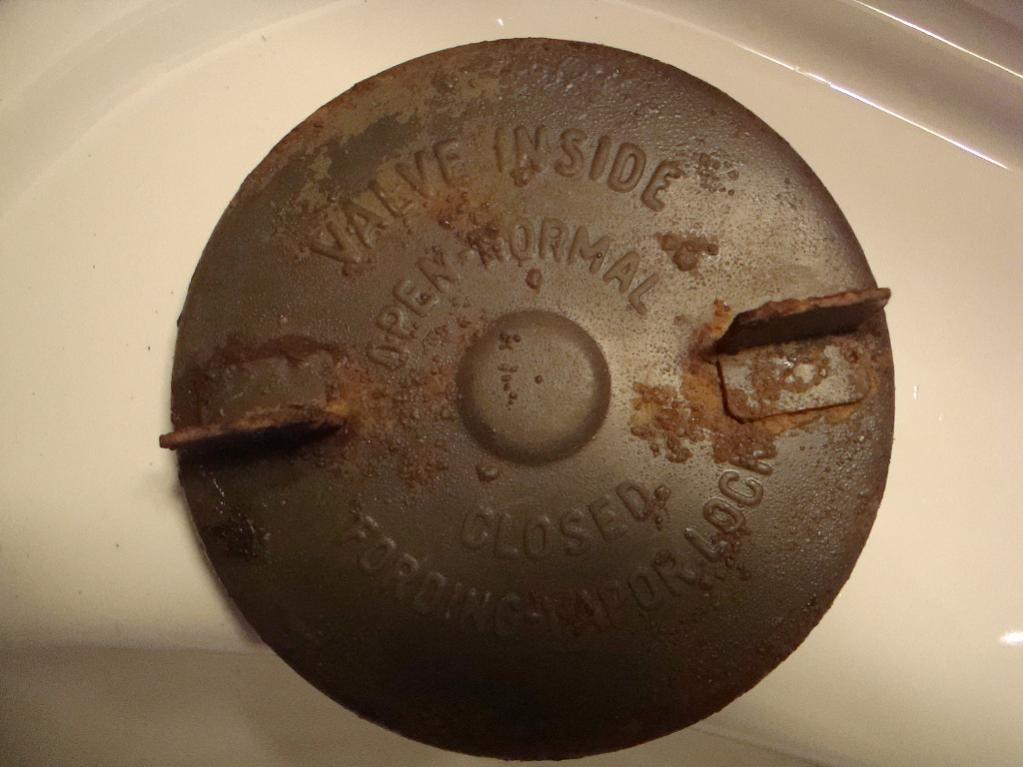 VALVE INSIDE
OPEN-NORMAL
CLOSED.
FORDING-VAPOR LOCK